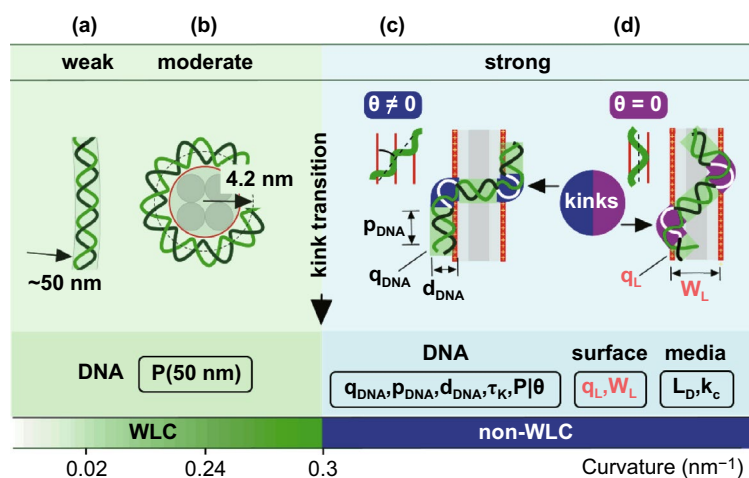 (a) (b) (c) (d)
weak moderate strong
θ ≠ 0 θ = 0
4.2 nm
kinks
kink transition
p_DNA
~50 nm
q_DNA
d_DNA
q_L
W_L
DNA surface media
DNA P(50 nm)
q_DNA,p_DNA,d_DNA,τ_K,P|θ q_L,W_L L_D,k_c
WLC non-WLC
0.02 0.24 0.3 Curvature (nm⁻¹)